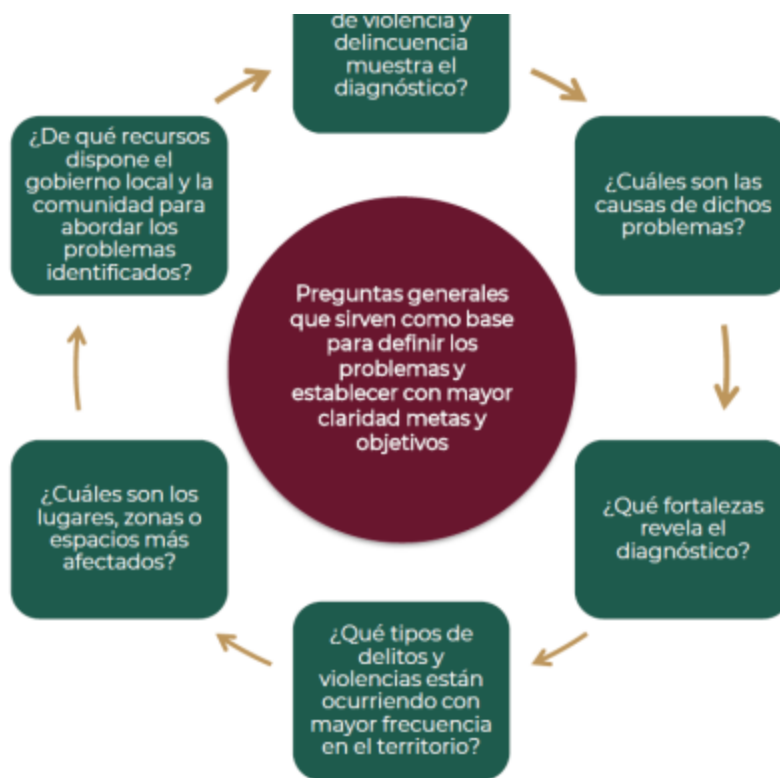 de violencia y
delincuencia
muestra el
diagnóstico?
¿Cuáles son las
causas de dichos
problemas?
¿Qué fortalezas
revela el
diagnóstico?
¿Qué tipos de
delitos y
violencias están
ocurriendo con
mayor frecuencia
en el territorio?
¿Cuáles son los
lugares, zonas o
espacios más
afectados?
¿De qué recursos
dispone el
gobierno local y la
comunidad para
abordar los
problemas
identificados?
Preguntas generales
que sirven como base
para definir los
problemas y
establecer con mayor
claridad metas y
objetivos